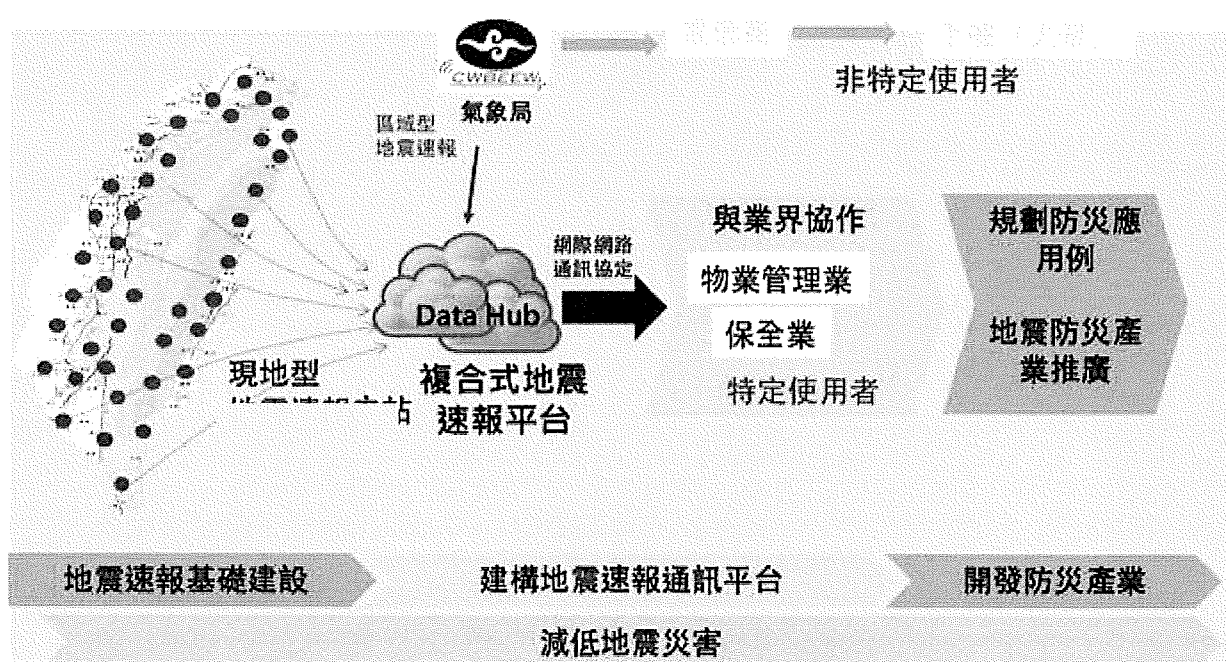 CWBEEW
氣象局
非特定使用者
區域型
地震速報
與業界協作
物業管理業
保全業
特定使用者
網際網路
通訊協定
Data Hub
複合式地震
速報平台
現地型
規劃防災應
用例
地震防災產
業推廣
地震速報基礎建設
建構地震速報通訊平台
開發防災產業
減低地震災害